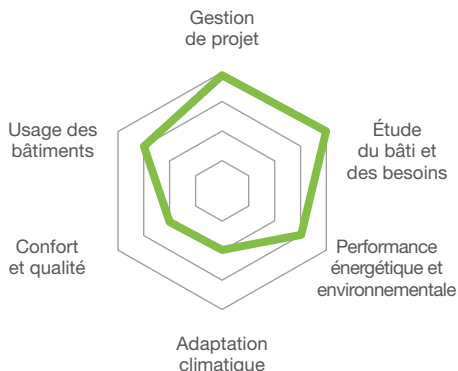 Gestion
de projet
Étude
du bâti et
des besoins
Performance
énergétique et
environnementale
Adaptation
climatique
Confort
et qualité
Usage des
bâtiments